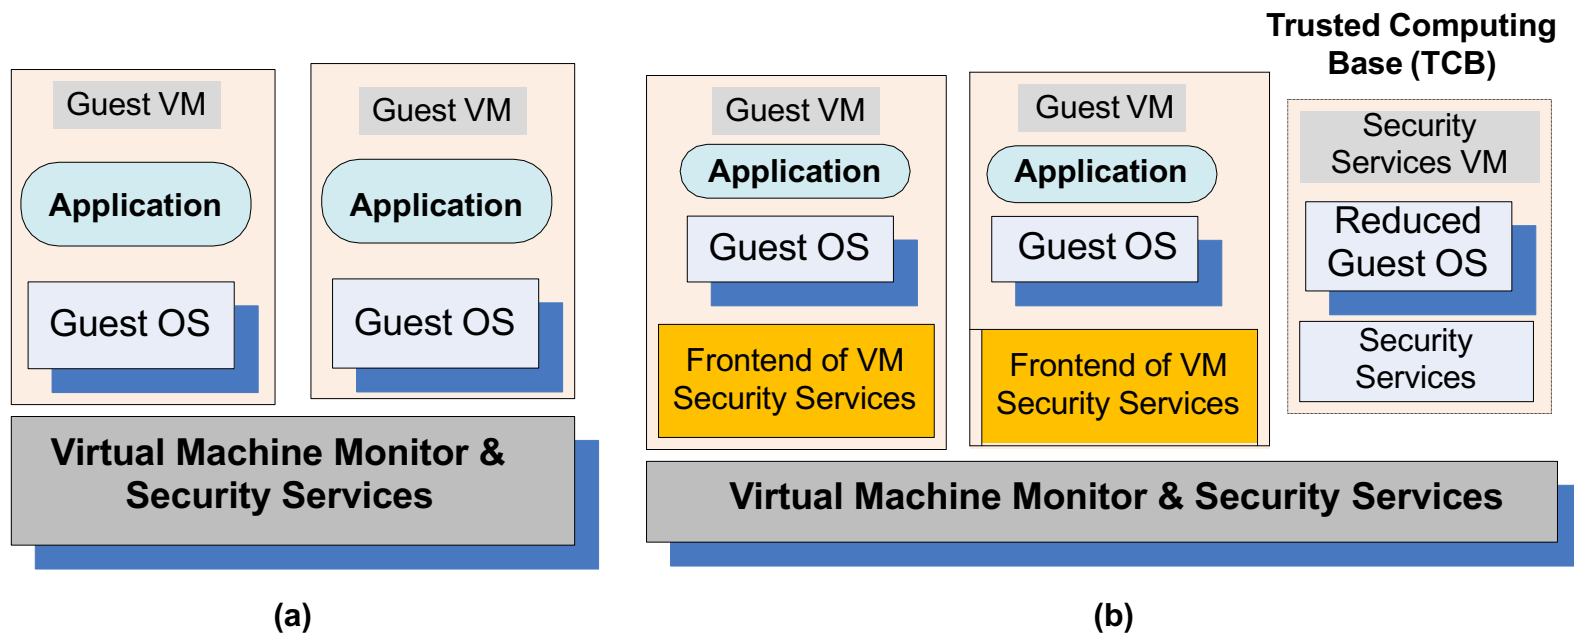 Guest VM
Application
Guest OS
Guest VM
Application
Guest OS
Virtual Machine Monitor &
Security Services
(a)
Guest VM
Application
Guest OS
Frontend of VM
Security Services
Guest VM
Application
Guest OS
Frontend of VM
Security Services
Trusted Computing
Base (TCB)
Security
Services VM
Reduced
Guest OS
Security
Services
Virtual Machine Monitor & Security Services
(b)